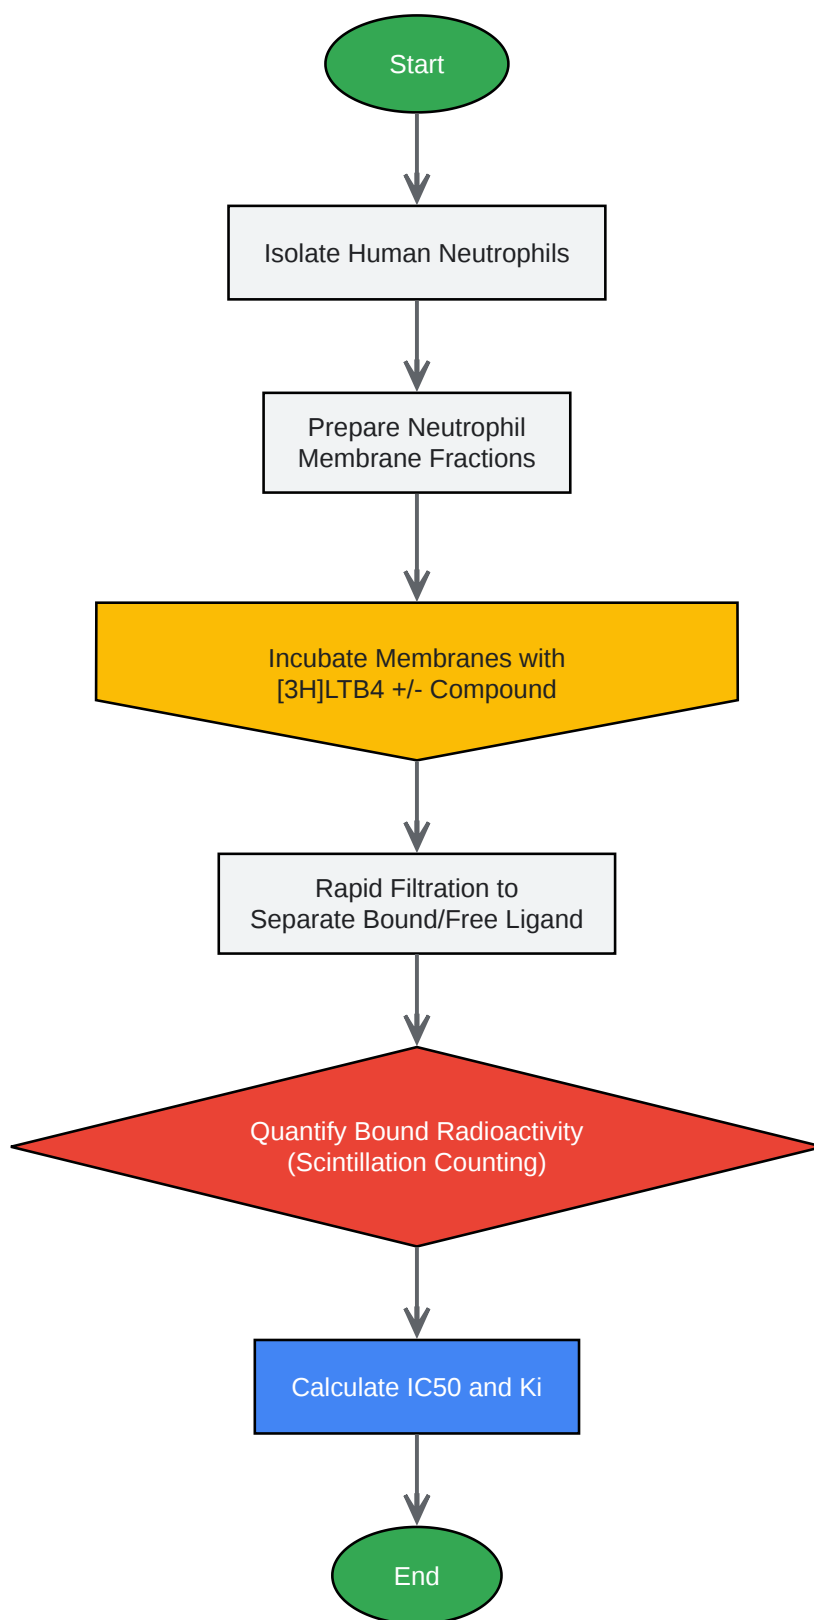 Start
Isolate Human Neutrophils
Prepare Neutrophil
Membrane Fractions
Incubate Membranes with
[3H]LTB4 +/- Compound
Rapid Filtration to
Separate Bound/Free Ligand
Quantify Bound Radioactivity
(Scintillation Counting)
Calculate IC50 and Ki
End